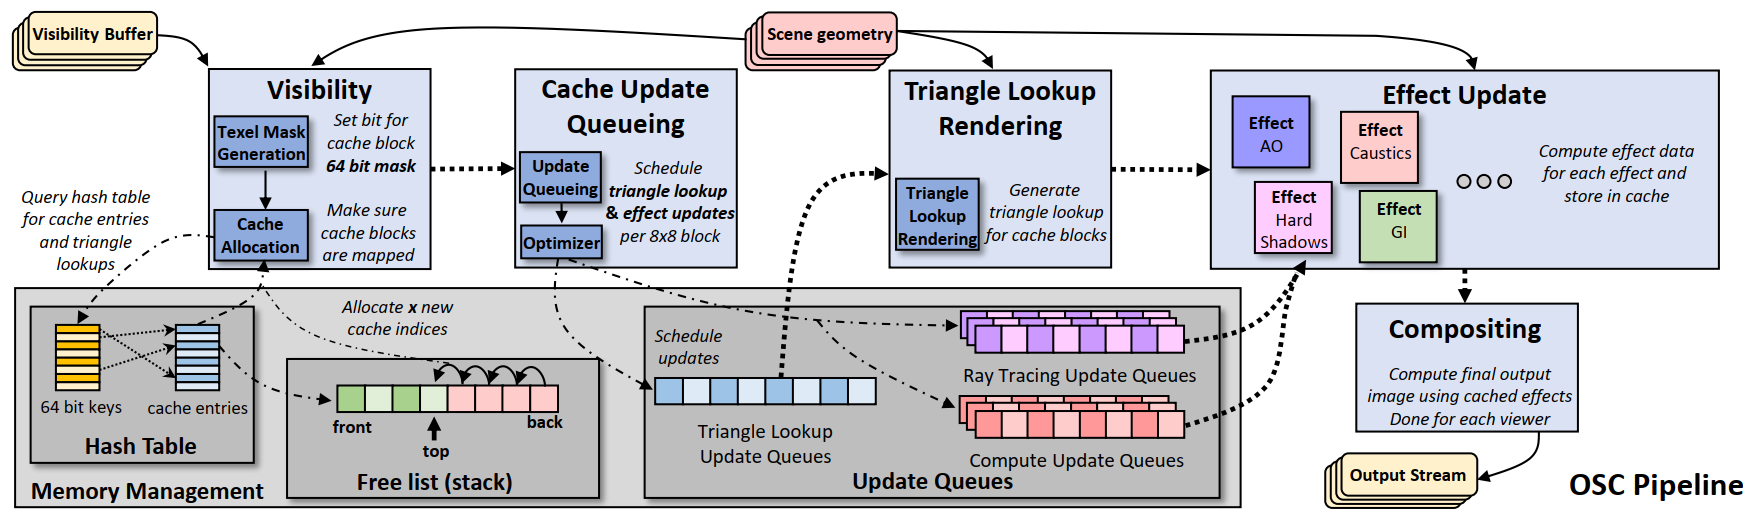 Visibility Buffer
Scene geometry
Visibility
Texel Mask
Generation
Set bit for
cache block
64 bit mask
Cache
Allocation
Make sure
cache blocks
are mapped
Query hash table
for cache entries
and triangle
lookups
Cache Update
Queueing
Update
Queueing
Optimizer
Schedule
triangle lookup
& effect updates
per 8x8 block
Triangle Lookup
Rendering
Triangle
Lookup
Rendering
Generate
triangle lookup
for cache blocks
Effect Update
Effect
AO
Effect
Caustics
Effect
Hard
Shadows
Effect
GI
Compute effect data
for each effect and
store in cache
Allocate x new
cache indices
64 bit keys
cache entries
Hash Table
Memory Management
front
back
top
Free list (stack)
Schedule
updates
Triangle Lookup
Update Queues
Ray Tracing Update Queues
Compute Update Queues
Update Queues
Compositing
Compute final output
image using cached effects
Done for each viewer
Output Stream
OSC Pipeline